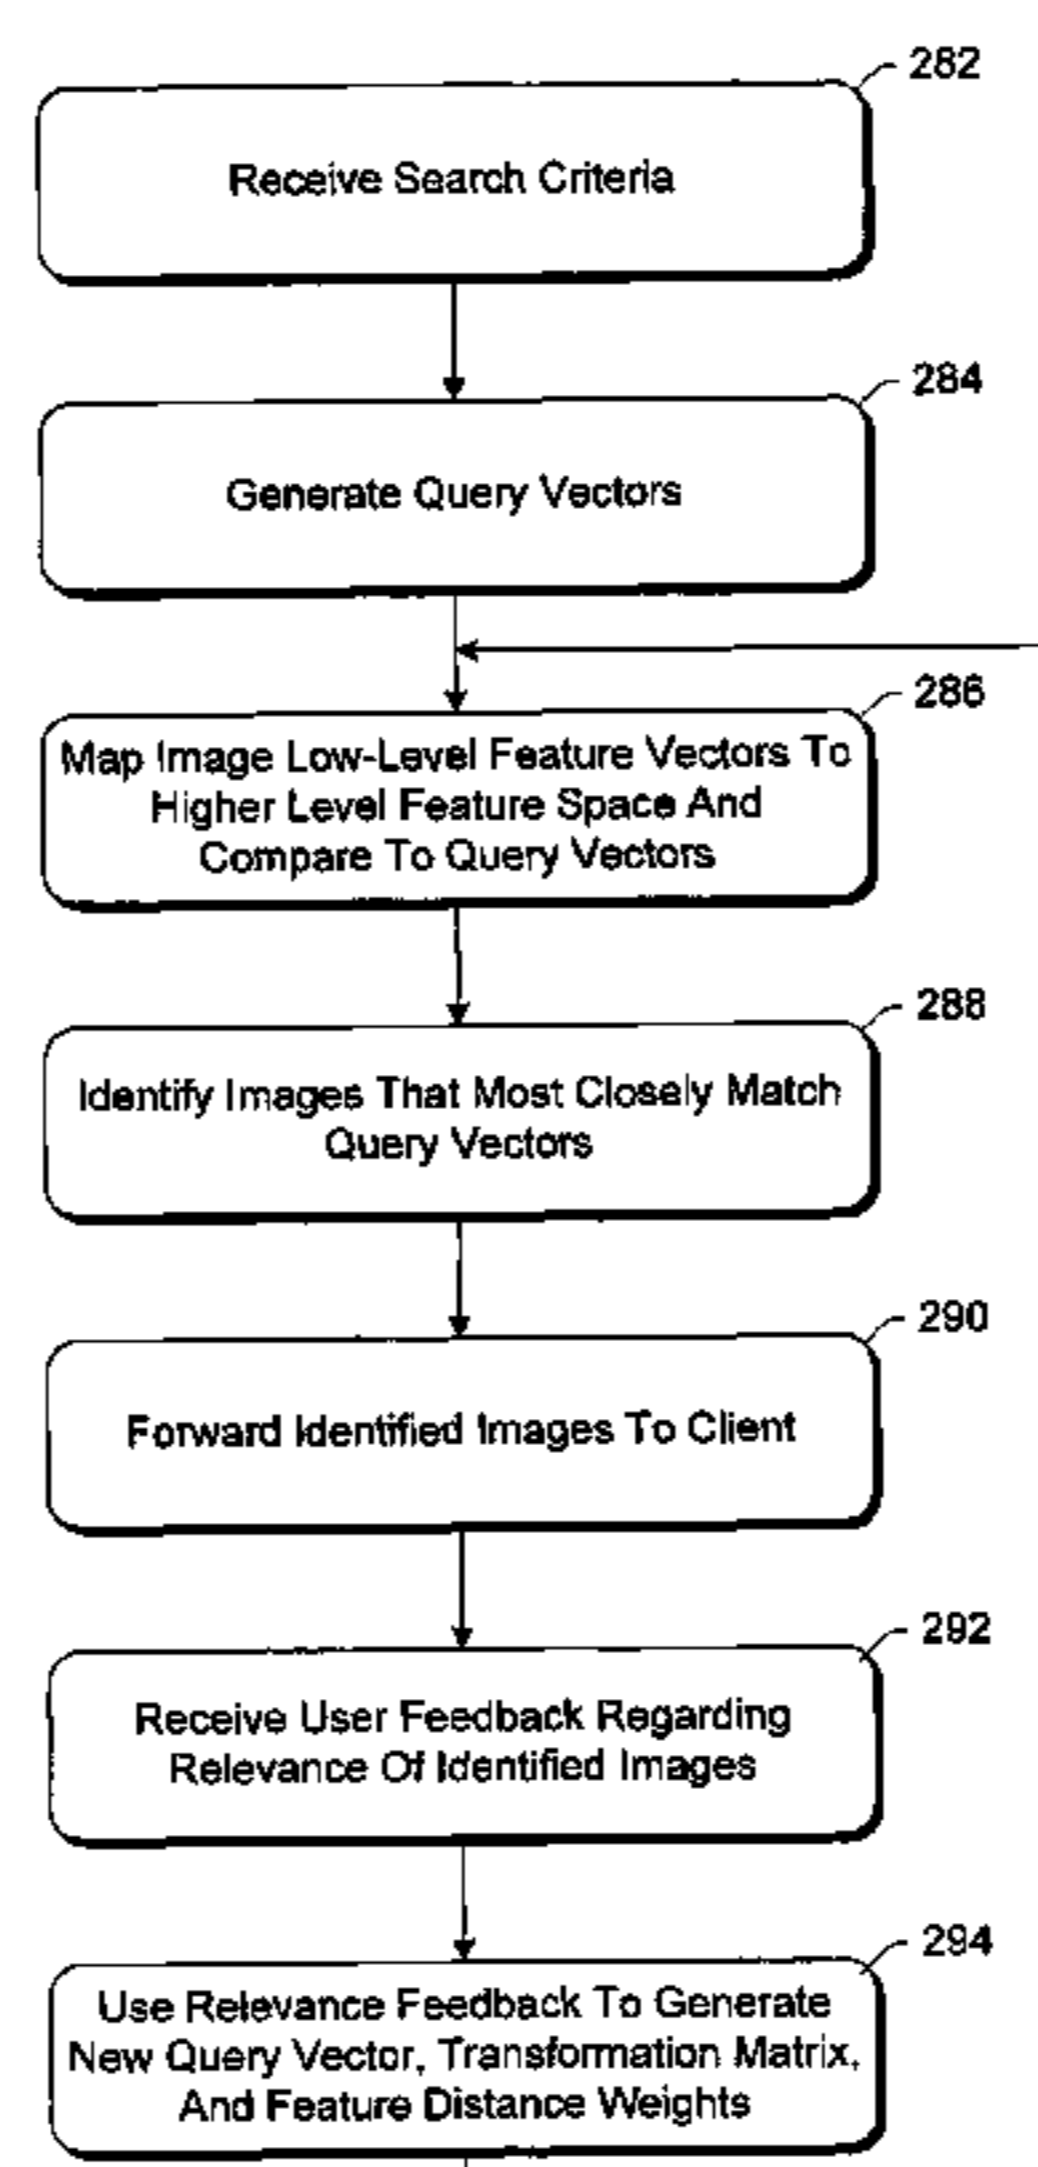 282
Receive Search Criteria
284
Generate Query Vectors
286
Map Image Low-Level Feature Vectors To
Higher Level Feature Space And
Compare To Query Vectors
288
Identify Images That Most Closely Match
Query Vectors
290
Forward Identified Images To Client
292
Receive User Feedback Regarding
Relevance Of Identified Images
294
Use Relevance Feedback To Generate
New Query Vector, Transformation Matrix,
And Feature Distance Weights